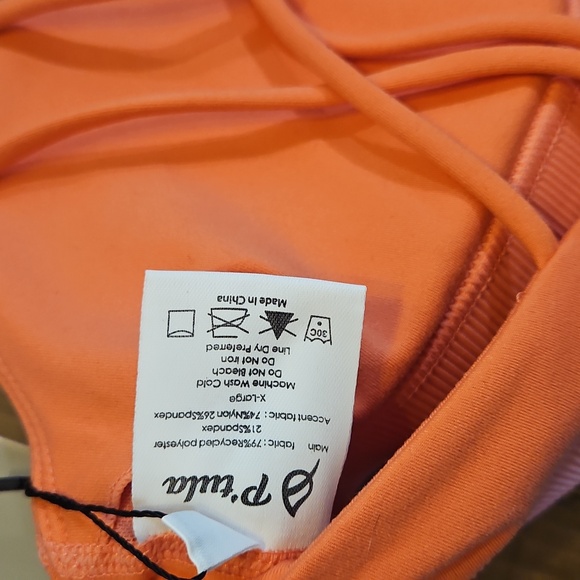 P'tula
Main
fabric : 79%Recycled polyester
21%Spandex
Accent fabric : 74%Nylon 26%Spandex
X-Large
Machine Wash Cold
Do Not Bleach
Do Not Iron
Line Dry Preferred
30C
Made In China